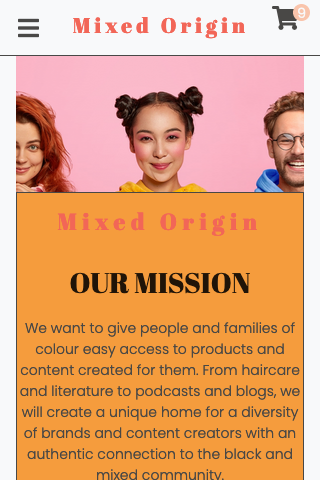 Mixed Origin
9
Mixed Origin
OUR MISSION
We want to give people and families of
colour easy access to products and
content created for them. From haircare
and literature to podcasts and blogs, we
will create a unique home for a diversity
of brands and content creators with an
authentic connection to the black and
mixed community.